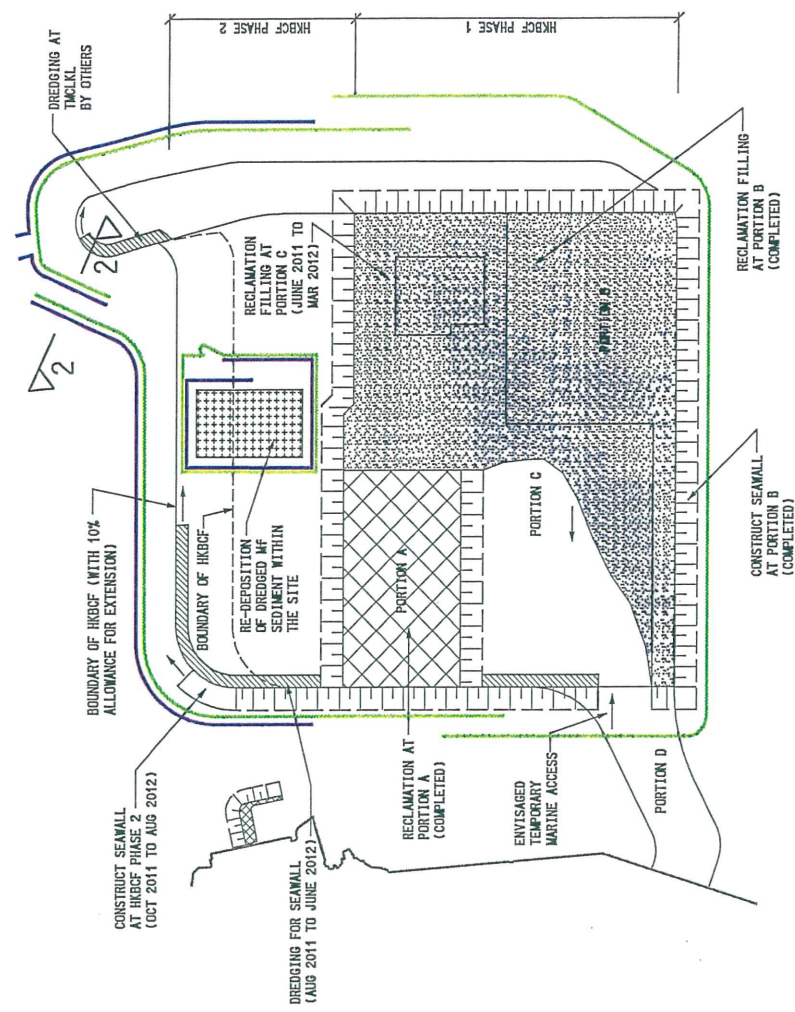 HKBCF PHASE 2
HKBCF PHASE 1
DREDGING AT
TMCLKL
BY OTHERS
2
2
RECLAMATION
FILLING AT
PORTION C
(JUNE 2011 TO
MAR 2012)
RECLAMATION FILLING
AT PORTION B
(COMPLETED)
PORTION B
BOUNDARY OF HKBCF (WITH 10%
ALLOWANCE FOR EXTENSION)
BOUNDARY OF HKBCF
RE-DEPOSITION
OF DREDGED Mf
SEDIMENT WITHIN
THE SITE
PORTION C
CONSTRUCT SEAWALL
AT PORTION B
(COMPLETED)
PORTION A
CONSTRUCT SEAWALL
AT HKBCF PHASE 2
(OCT 2011 TO AUG 2012)
RECLAMATION AT
PORTION A
(COMPLETED)
ENVISAGED
TEMPORARY
MARINE ACCESS
PORTION D
DREDGING FOR SEAWALL
(AUG 2011 TO JUNE 2012)